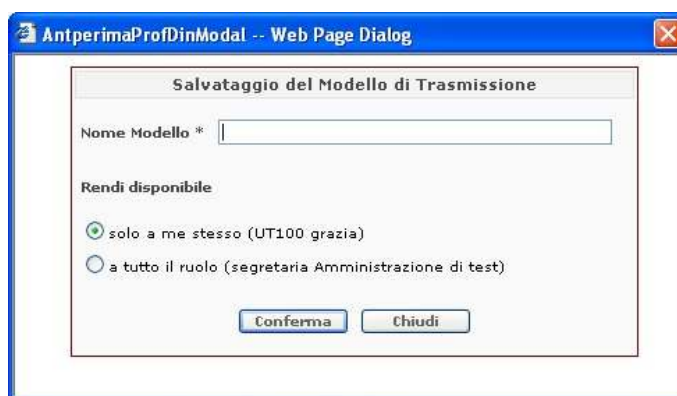 AntperimaProfDinModal -- Web Page Dialog
Salvataggio del Modello di Trasmissione
Nome Modello *
Rendi disponibile
solo a me stesso (UT100 grazia)
a tutto il ruolo (segretaria Amministrazione di test)
Conferma Chiudi